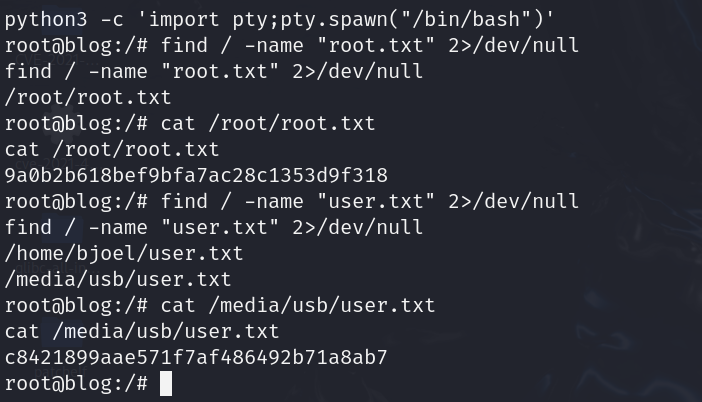 python3 -c 'import pty;pty.spawn("/bin/bash")'
root@blog:/# find / -name "root.txt" 2>/dev/null
find / -name "root.txt" 2>/dev/null
/root/root.txt
root@blog:/# cat /root/root.txt
cat /root/root.txt
9a0b2b618bef9bfa7ac28c1353d9f318
root@blog:/# find / -name "user.txt" 2>/dev/null
find / -name "user.txt" 2>/dev/null
/home/bjoel/user.txt
/media/usb/user.txt
root@blog:/# cat /media/usb/user.txt
cat /media/usb/user.txt
c8421899aae571f7af486492b71a8ab7
root@blog:/#